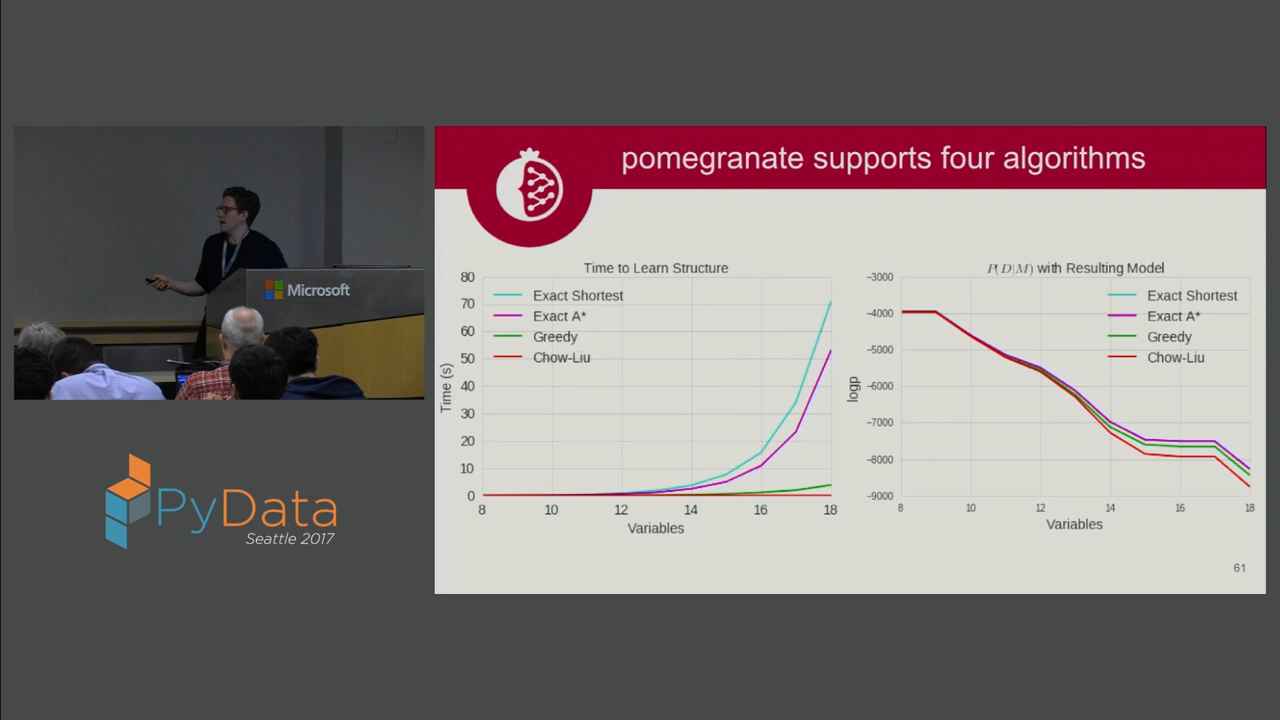 pomegranate supports four algorithms
Microsoft
Time to Learn Structure
80
70
60
50
40
30
20
10
0
8
10
12
14
16
18
Time (s)
Variables
Exact Shortest
Exact A*
Greedy
Chow-Liu
P(D|M) with Resulting Model
−3000
−4000
−5000
−6000
−7000
−8000
−9000
8
10
12
14
16
18
logp
Variables
Exact Shortest
Exact A*
Greedy
Chow-Liu
61
PyData
Seattle 2017